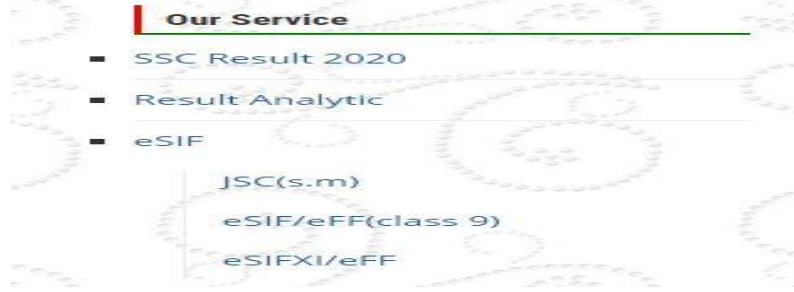 Our Service
SSC Result 2020
Result Analytic
eSIF
JSC(s.m)
eSIF/eFF(class 9)
eSIFXI/eFF